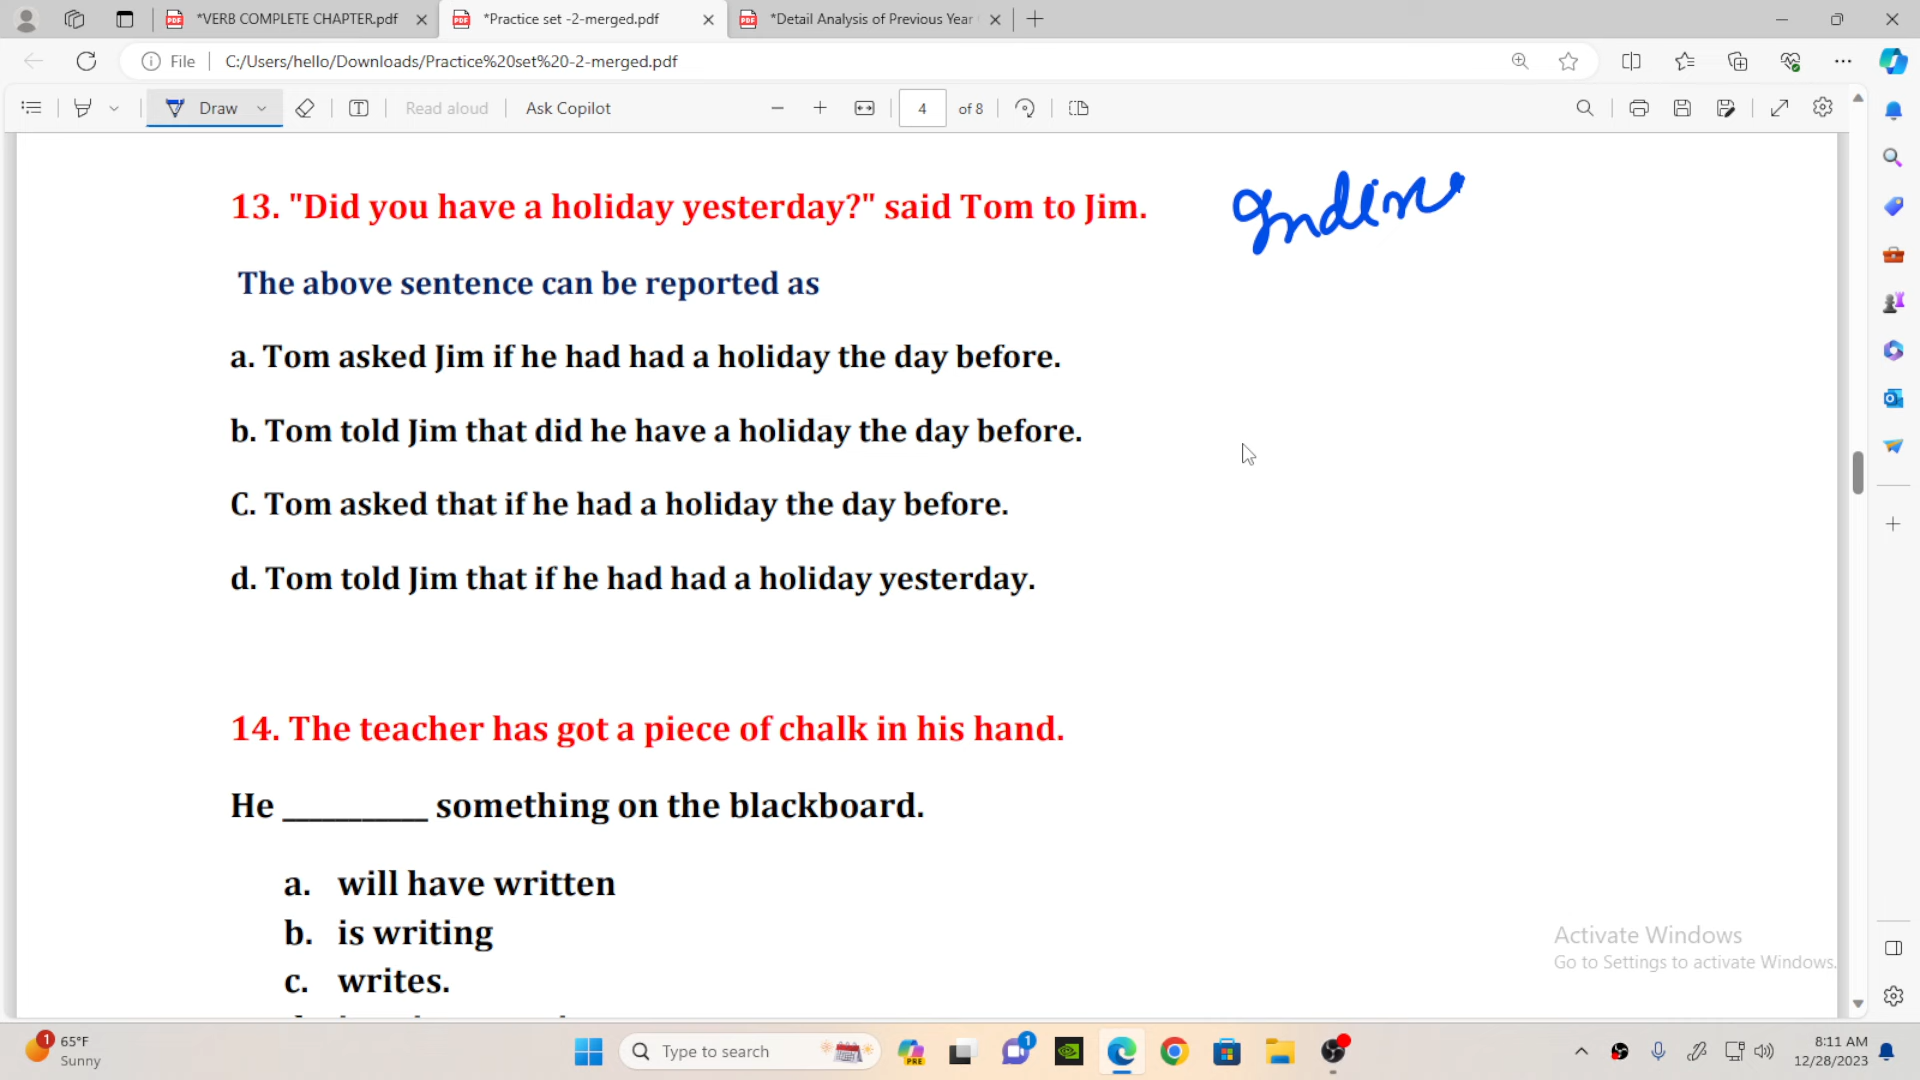 *VERB COMPLETE CHAPTER.pdf
*Practice set -2-merged.pdf
*Detail Analysis of Previous Year
File
C:/Users/hello/Downloads/Practice%20set%20-2-merged.pdf
Draw
Read aloud
Ask Copilot
4
of 8
13. "Did you have a holiday yesterday?" said Tom to Jim.
The above sentence can be reported as
a. Tom asked Jim if he had had a holiday the day before.
b. Tom told Jim that did he have a holiday the day before.
C. Tom asked that if he had a holiday the day before.
d. Tom told Jim that if he had had a holiday yesterday.
14. The teacher has got a piece of chalk in his hand.
He __________ something on the blackboard.
a. will have written
b. is writing
c. writes.
Activate Windows
Go to Settings to activate Windows.
1
65°F
Sunny
Type to search
PRE
1
8:11 AM
12/28/2023